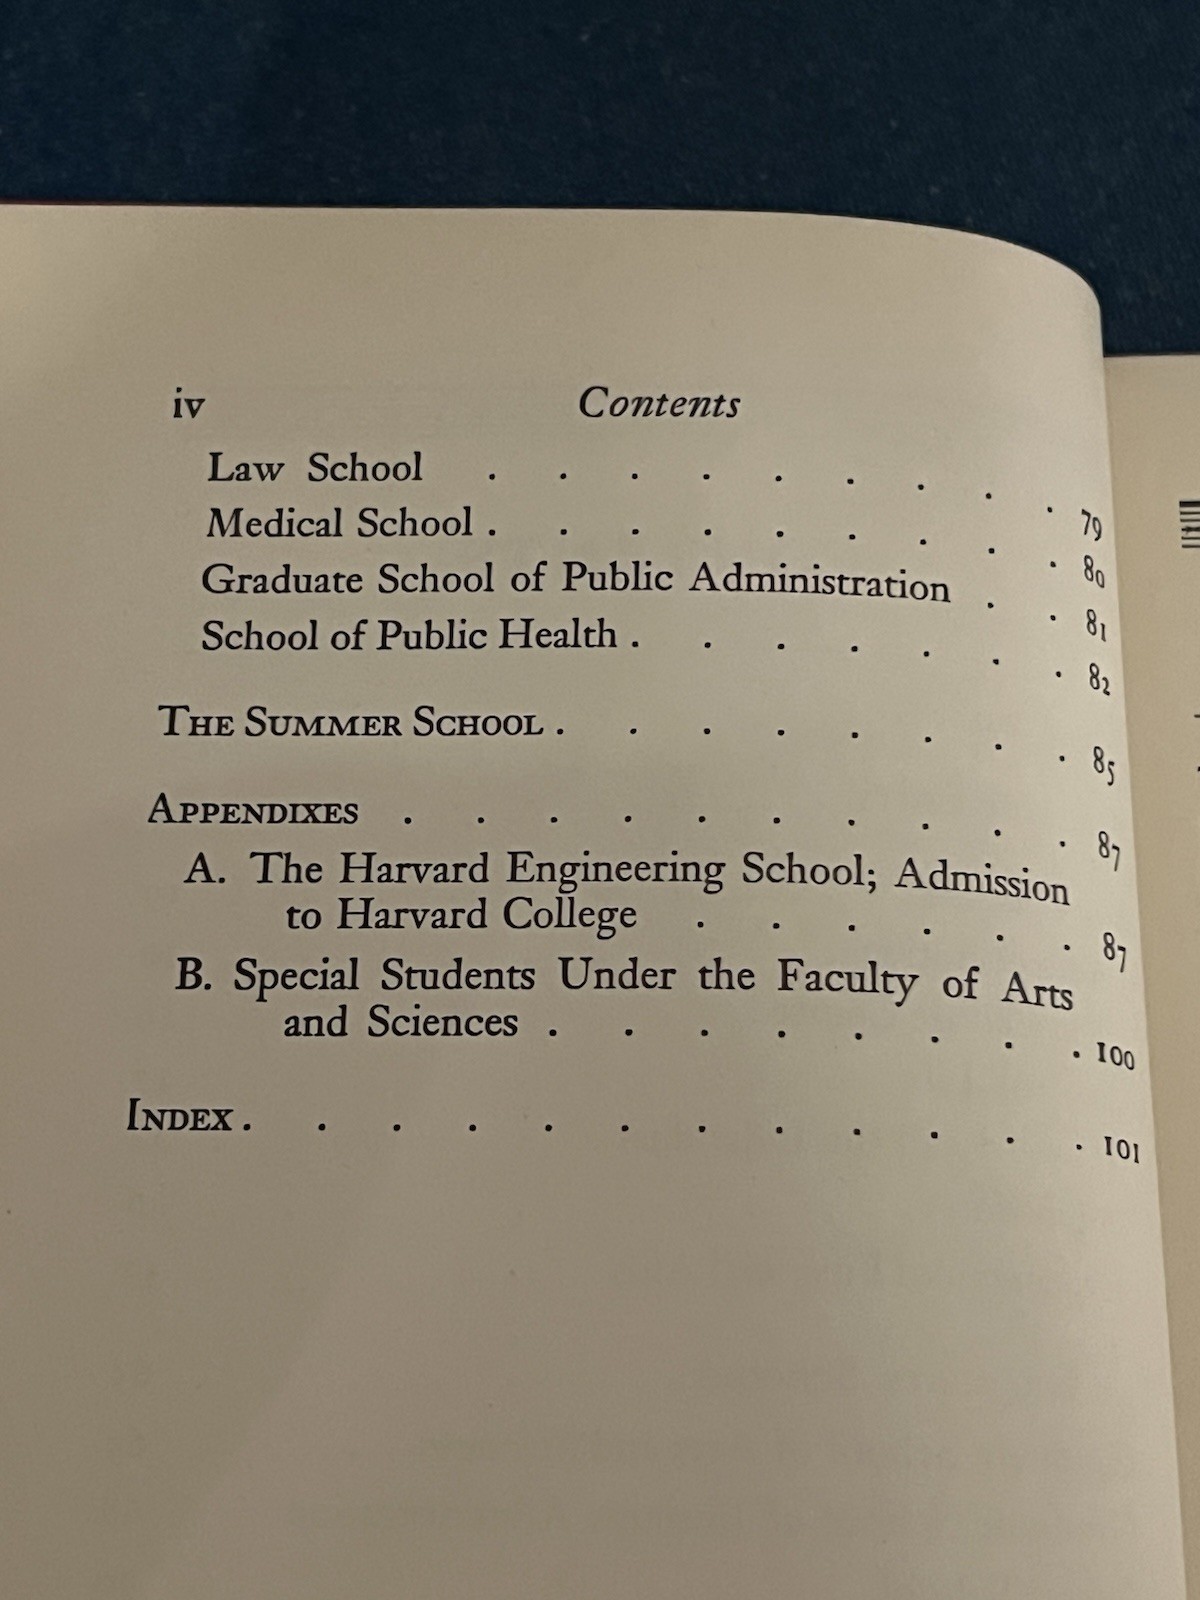 iv Contents
Law School . . . . . . . . . 79
Medical School . . . . . . . . . 80
Graduate School of Public Administration . . 81
School of Public Health . . . . . . . 82
THE SUMMER SCHOOL . . . . . . . . 85
APPENDIXES . . . . . . . . . . 87
A. The Harvard Engineering School; Admission
to Harvard College . . . . . . 87
B. Special Students Under the Faculty of Arts
and Sciences . . . . . . . . 100
INDEX . . . . . . . . . . . . 101